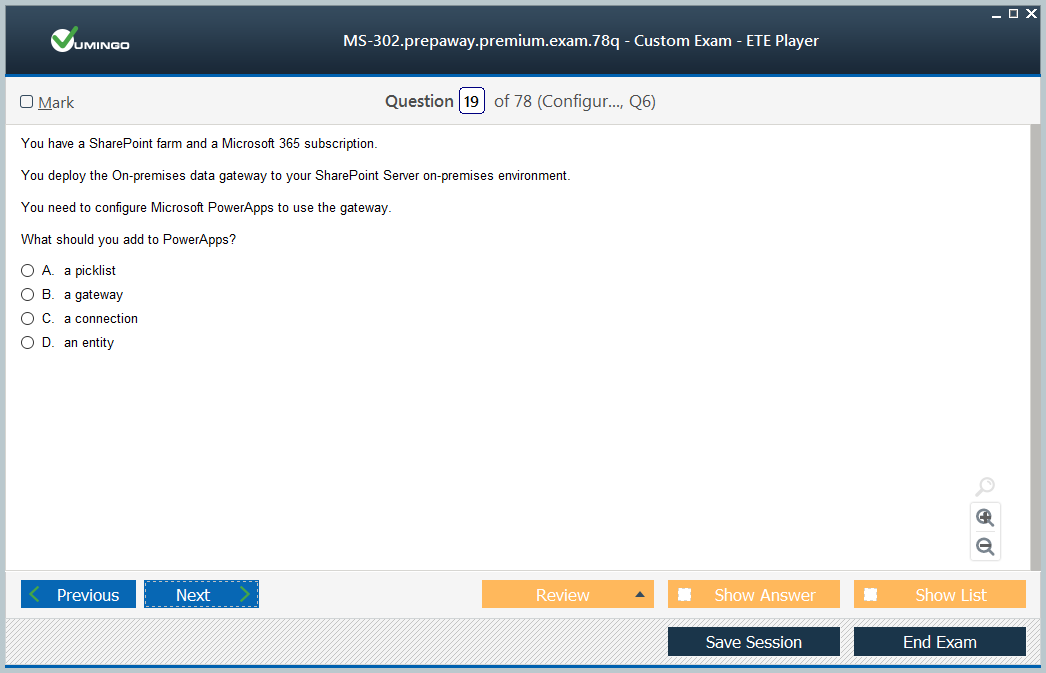 VUMINGO
MS-302.prepaway.premium.exam.78q - Custom Exam - ETE Player
Mark
Question 19 of 78 (Configur..., Q6)
You have a SharePoint farm and a Microsoft 365 subscription.
You deploy the On-premises data gateway to your SharePoint Server on-premises environment.
You need to configure Microsoft PowerApps to use the gateway.
What should you add to PowerApps?
A. a picklist
B. a gateway
C. a connection
D. an entity
Previous
Next
Review
Show Answer
Show List
Save Session
End Exam